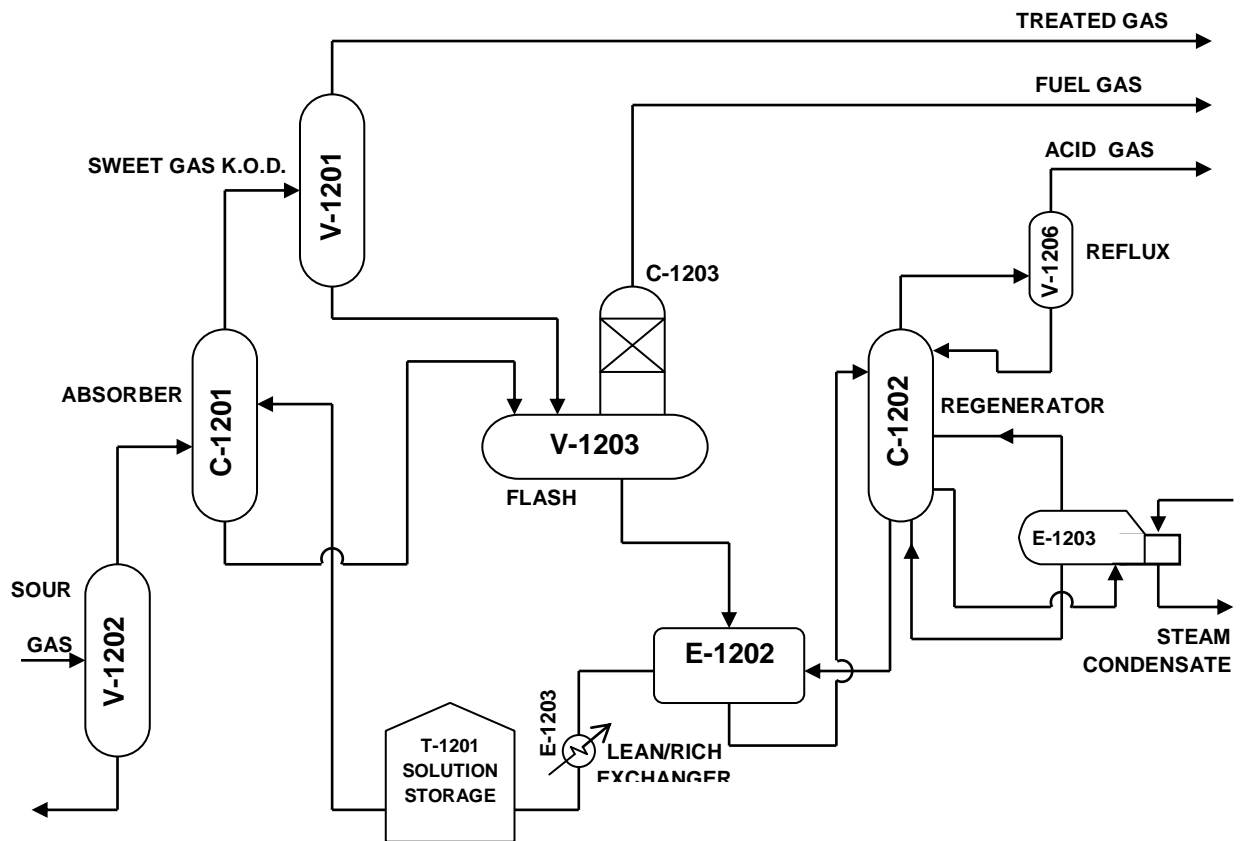 TREATED GAS
FUEL GAS
ACID GAS
SWEET GAS K.O.D.
V-1201
V-1206
REFLUX
C-1203
ABSORBER
C-1201
C-1202
REGENERATOR
V-1203
FLASH
E-1203
SOUR
GAS
V-1202
STEAM
CONDENSATE
E-1202
E-1203
LEAN/RICH
EXCHANGER
T-1201
SOLUTION
STORAGE